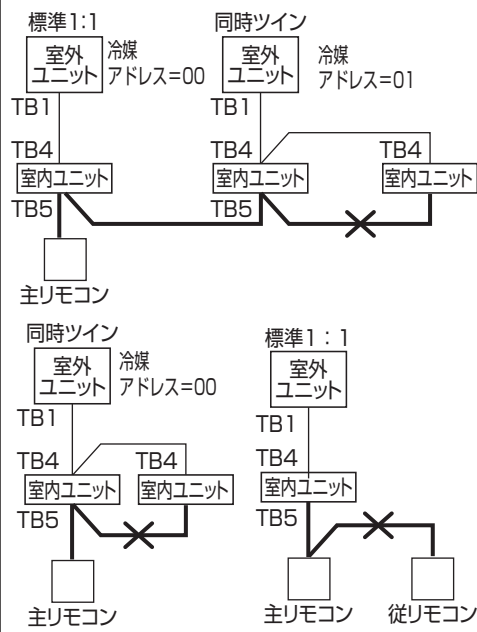 標準1:1
同時ツイン
室外
ユニット
冷媒
アドレス=00
室外
ユニット
冷媒
アドレス=01
TB1
TB1
TB4
TB4
TB4
室内ユニット
室内ユニット
室内ユニット
TB5
TB5
主リモコン
同時ツイン
標準1：1
室外
ユニット
冷媒
アドレス=00
室外
ユニット
TB1
TB1
TB4
TB4
TB4
室内ユニット
室内ユニット
室内ユニット
TB5
TB5
主リモコン
主リモコン
従リモコン